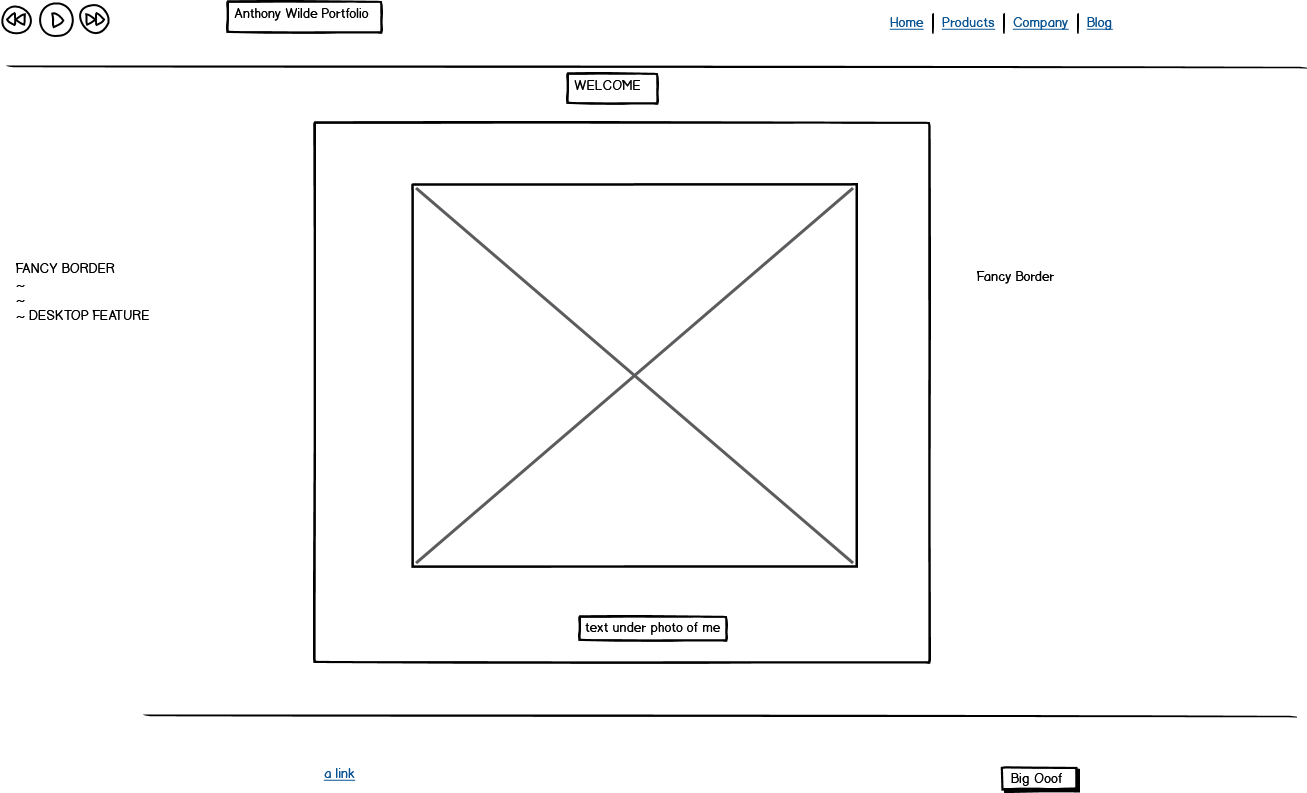 Anthony Wilde Portfolio
Home Products Company Blog
WELCOME
FANCY BORDER
~
~
~ DESKTOP FEATURE
Fancy Border
text under photo of me
a link
Big Ooof